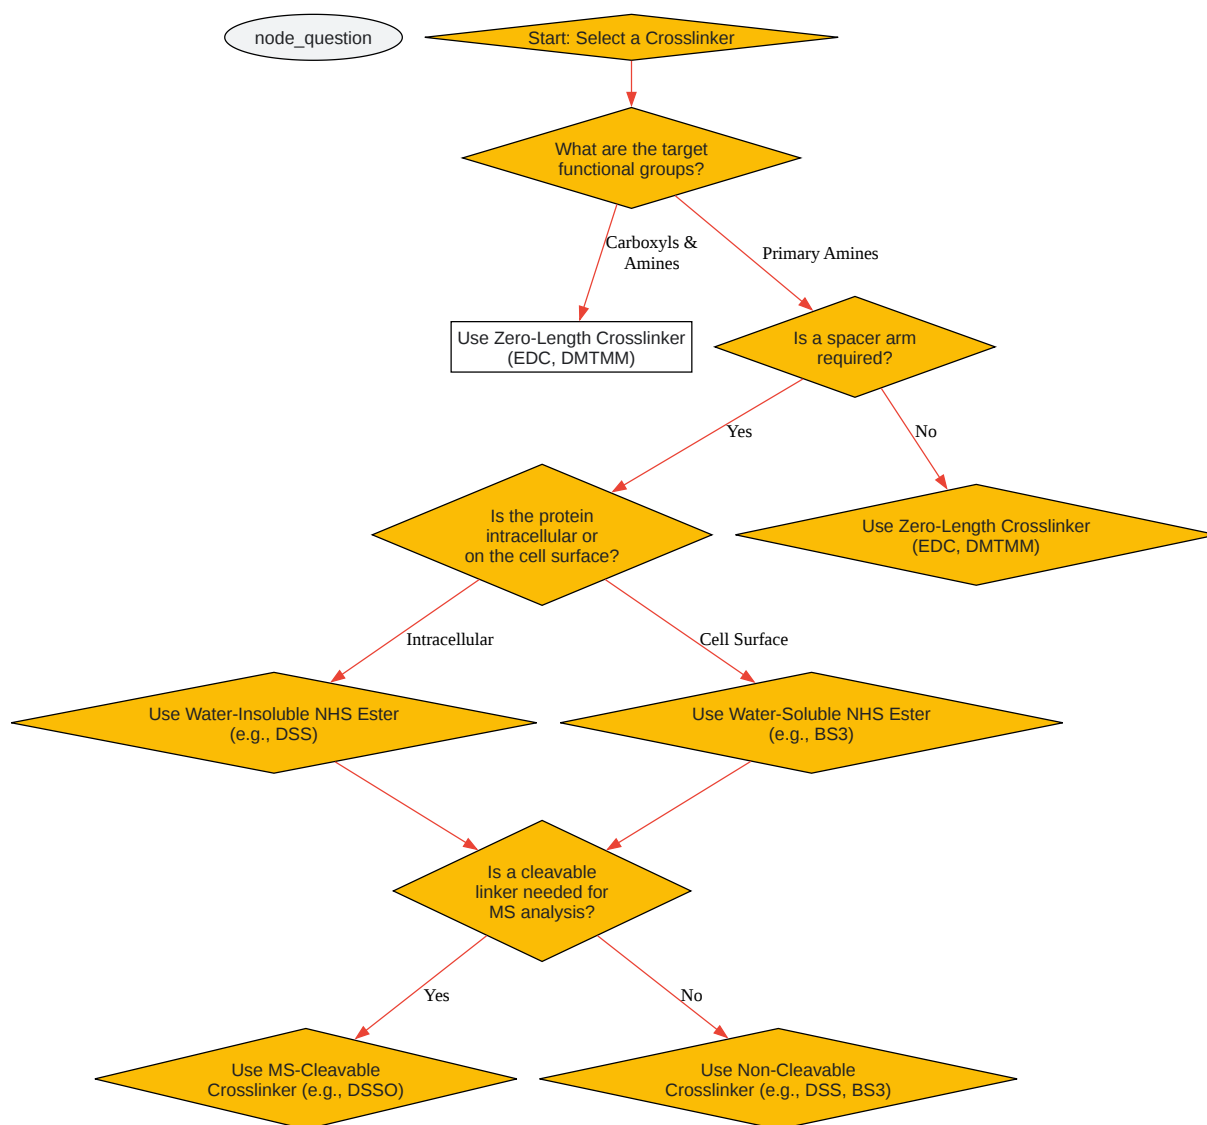 node_question
Start: Select a Crosslinker
What are the target
functional groups?
Carboxyls &
Amines
Primary Amines
Use Zero-Length Crosslinker
(EDC, DMTMM)
Is a spacer arm
required?
Yes
No
Is the protein
intracellular or
on the cell surface?
Use Zero-Length Crosslinker
(EDC, DMTMM)
Intracellular
Cell Surface
Use Water-Insoluble NHS Ester
(e.g., DSS)
Use Water-Soluble NHS Ester
(e.g., BS3)
Is a cleavable
linker needed for
MS analysis?
Yes
No
Use MS-Cleavable
Crosslinker (e.g., DSSO)
Use Non-Cleavable
Crosslinker (e.g., DSS, BS3)